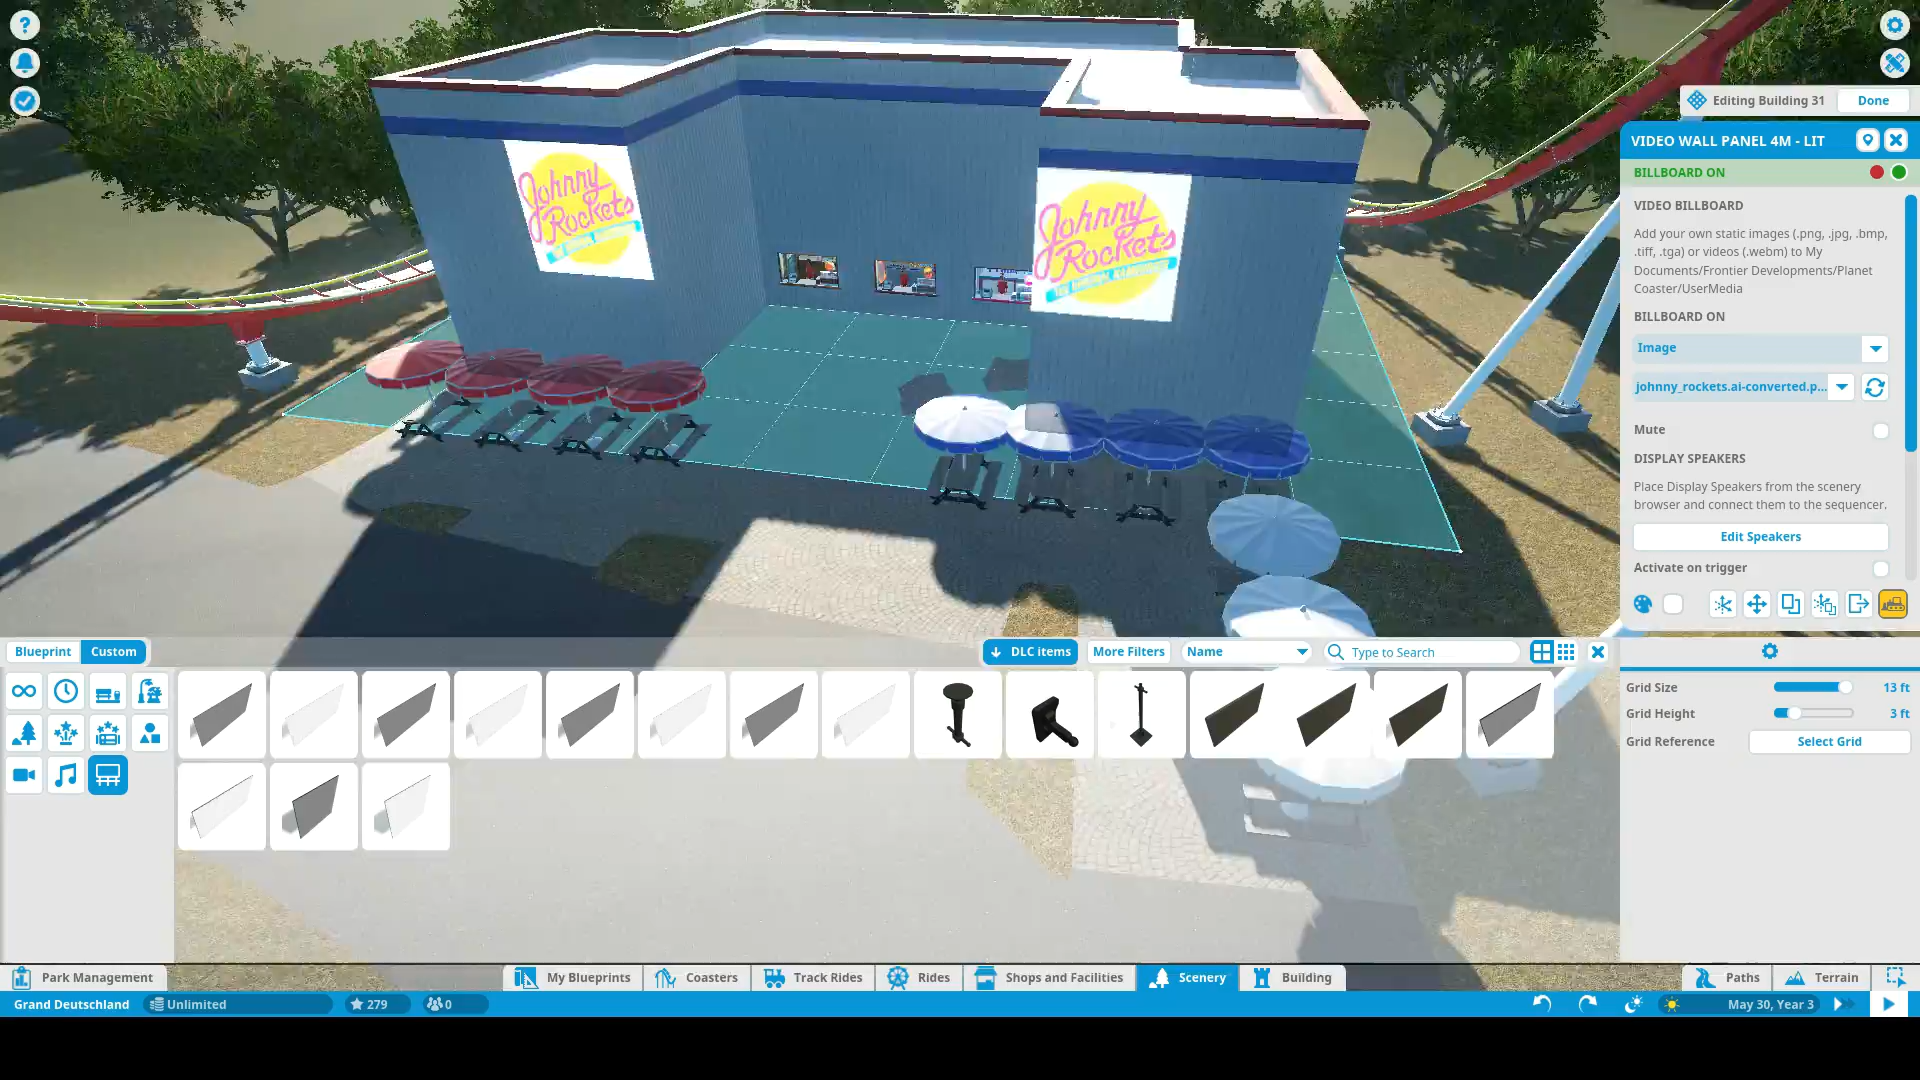 Editing Building 31
Done
VIDEO WALL PANEL 4M - LIT
BILLBOARD ON
VIDEO BILLBOARD
Add your own static images (.png, .jpg, .bmp,
.tiff, .tga) or videos (.webm) to My
Documents/Frontier Developments/Planet
Coaster/UserMedia
BILLBOARD ON
Image
johnny_rockets.ai-converted.p...
Mute
DISPLAY SPEAKERS
Place Display Speakers from the scenery
browser and connect them to the sequencer.
Edit Speakers
Activate on trigger
Johnny
Rockets
Johnny
Rockets
Blueprint
Custom
DLC items
More Filters
Name
Type to Search
Grid Size
13 ft
Grid Height
3 ft
Grid Reference
Select Grid
Park Management
My Blueprints
Coasters
Track Rides
Rides
Shops and Facilities
Scenery
Building
Paths
Terrain
Grand Deutschland
Unlimited
279
0
May 30, Year 3